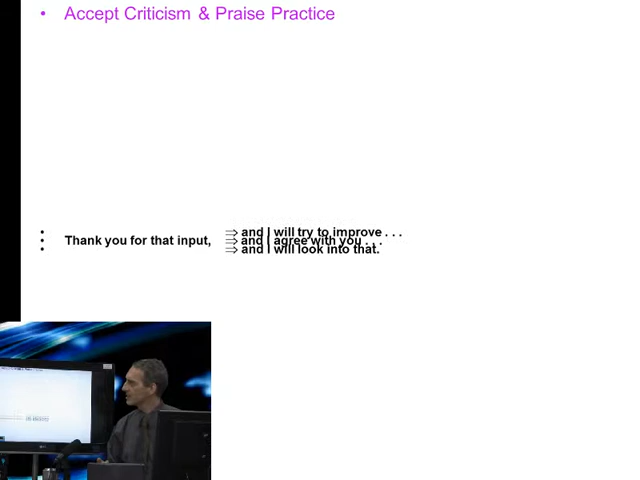 • Accept Criticism & Praise Practice
• ⇒ and I will try to improve . . .
• Thank you for that input, ⇒ and I agree with you . . .
• ⇒ and I will look into that.